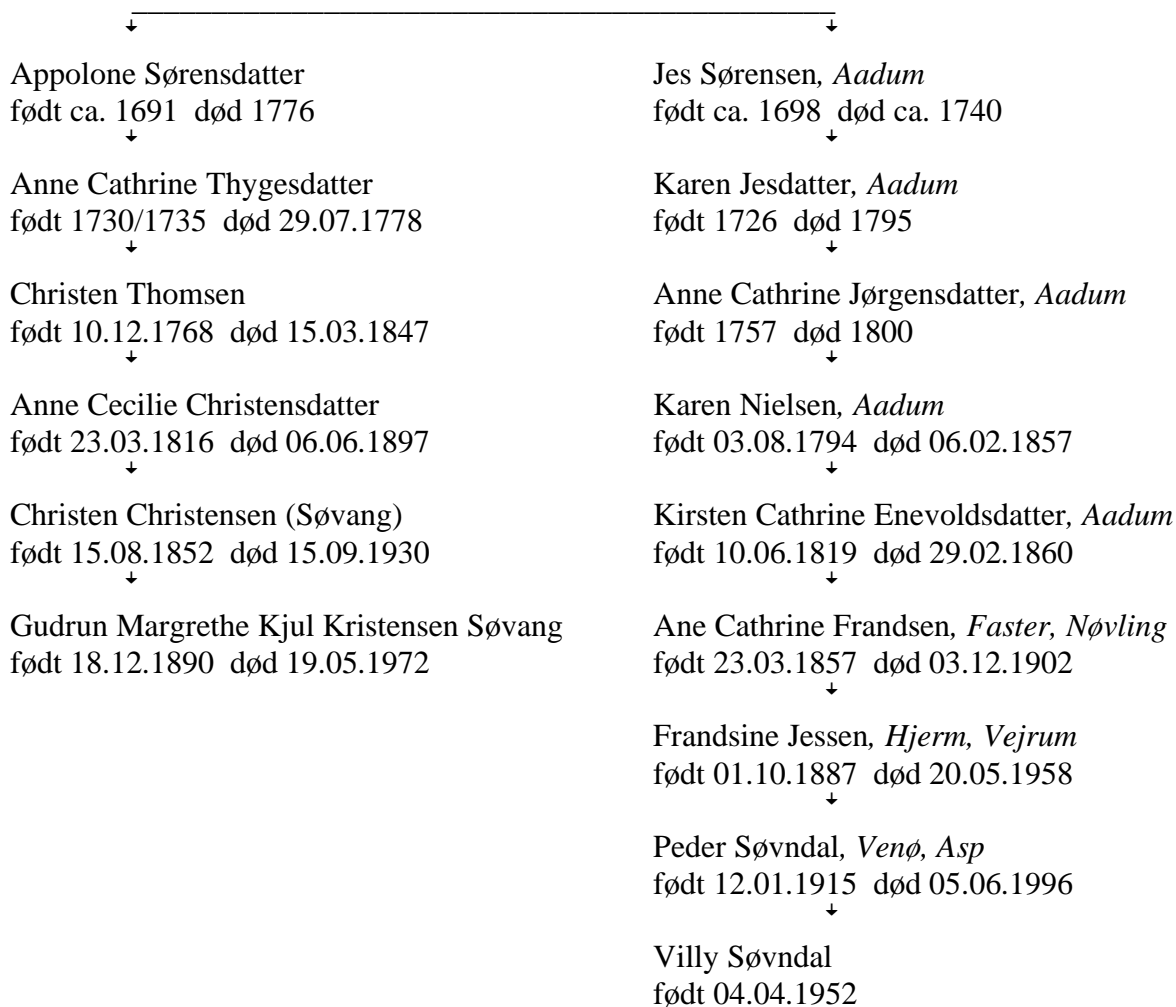 Appolone Sørensdatter
født ca. 1691  død 1776
Anne Cathrine Thygesdatter
født 1730/1735  død 29.07.1778
Christen Thomsen
født 10.12.1768  død 15.03.1847
Anne Cecilie Christensdatter
født 23.03.1816  død 06.06.1897
Christen Christensen (Søvang)
født 15.08.1852  død 15.09.1930
Gudrun Margrethe Kjul Kristensen Søvang
født 18.12.1890  død 19.05.1972
Jes Sørensen, Aadum
født ca. 1698  død ca. 1740
Karen Jesdatter, Aadum
født 1726  død 1795
Anne Cathrine Jørgensdatter, Aadum
født 1757  død 1800
Karen Nielsen, Aadum
født 03.08.1794  død 06.02.1857
Kirsten Cathrine Enevoldsdatter, Aadum
født 10.06.1819  død 29.02.1860
Ane Cathrine Frandsen, Faster, Nøvling
født 23.03.1857  død 03.12.1902
Frandsine Jessen, Hjerm, Vejrum
født 01.10.1887  død 20.05.1958
Peder Søvndal, Venø, Asp
født 12.01.1915  død 05.06.1996
Villy Søvndal
født 04.04.1952